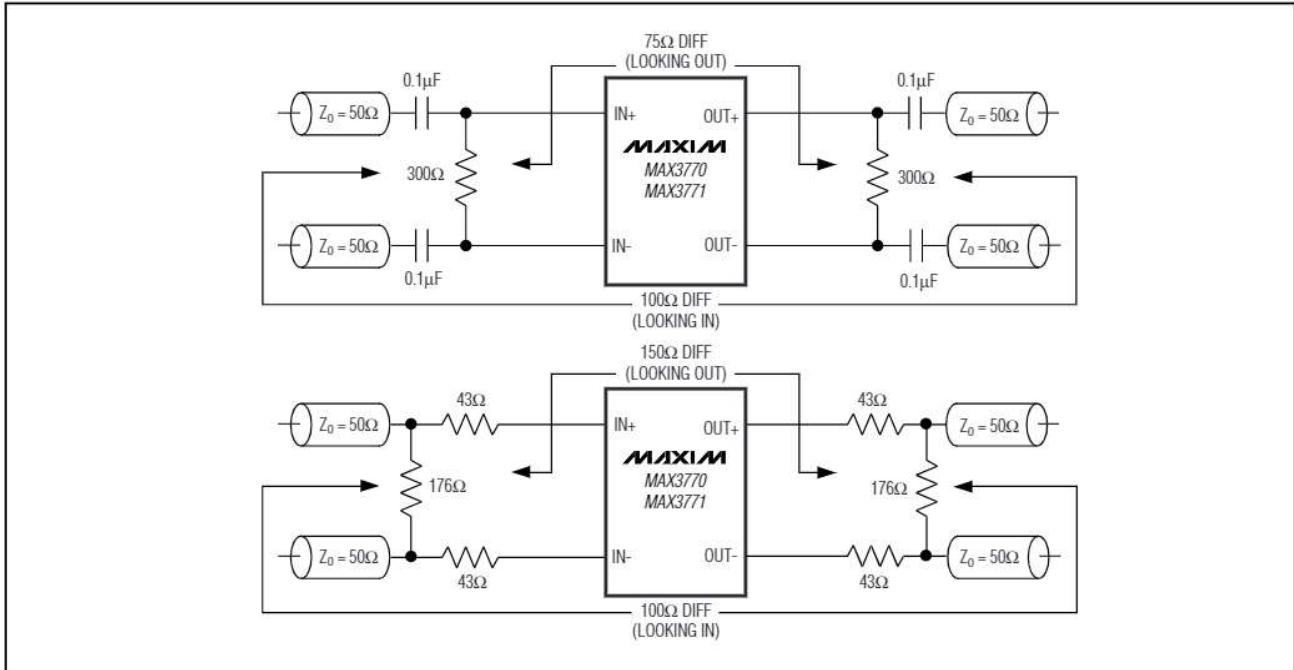 75Ω DIFF
(LOOKING OUT)
0.1μF
0.1μF
Z0 = 50Ω
IN+
OUT+
Z0 = 50Ω
MAXIM
300Ω
MAX3770
MAX3771
300Ω
Z0 = 50Ω
IN-
OUT-
Z0 = 50Ω
0.1μF
0.1μF
100Ω DIFF
(LOOKING IN)
150Ω DIFF
(LOOKING OUT)
43Ω
43Ω
Z0 = 50Ω
IN+
OUT+
Z0 = 50Ω
MAXIM
176Ω
MAX3770
MAX3771
176Ω
Z0 = 50Ω
IN-
OUT-
Z0 = 50Ω
43Ω
43Ω
100Ω DIFF
(LOOKING IN)